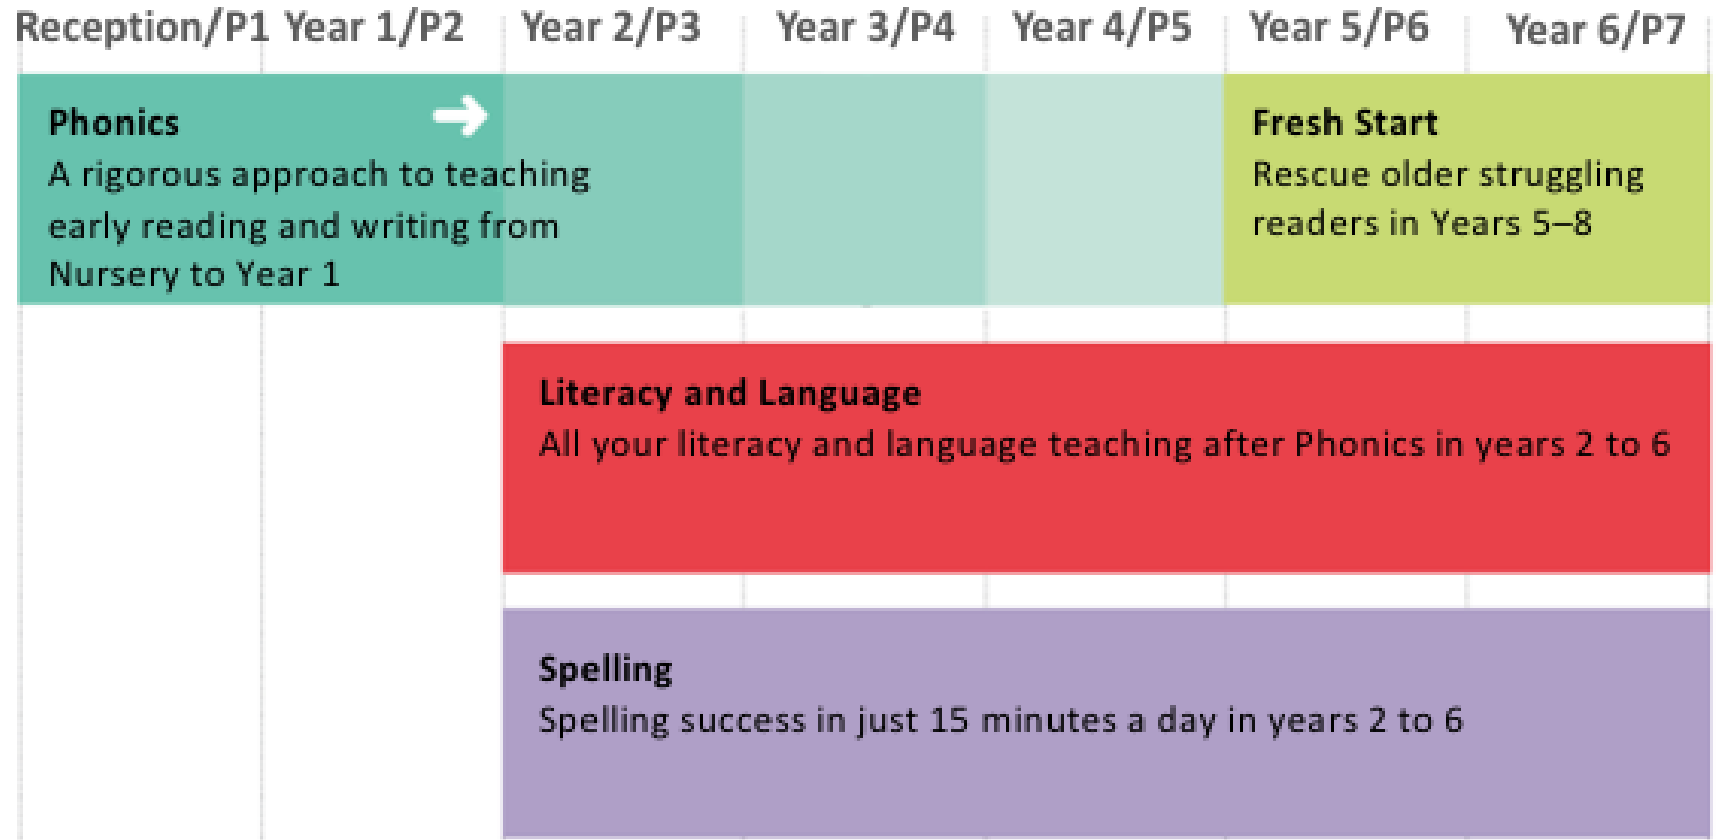 Reception/P1 Year 1/P2 Year 2/P3 Year 3/P4 Year 4/P5 Year 5/P6 Year 6/P7
Phonics
A rigorous approach to teaching
early reading and writing from
Nursery to Year 1
Fresh Start
Rescue older struggling
readers in Years 5–8
Literacy and Language
All your literacy and language teaching after Phonics in years 2 to 6
Spelling
Spelling success in just 15 minutes a day in years 2 to 6